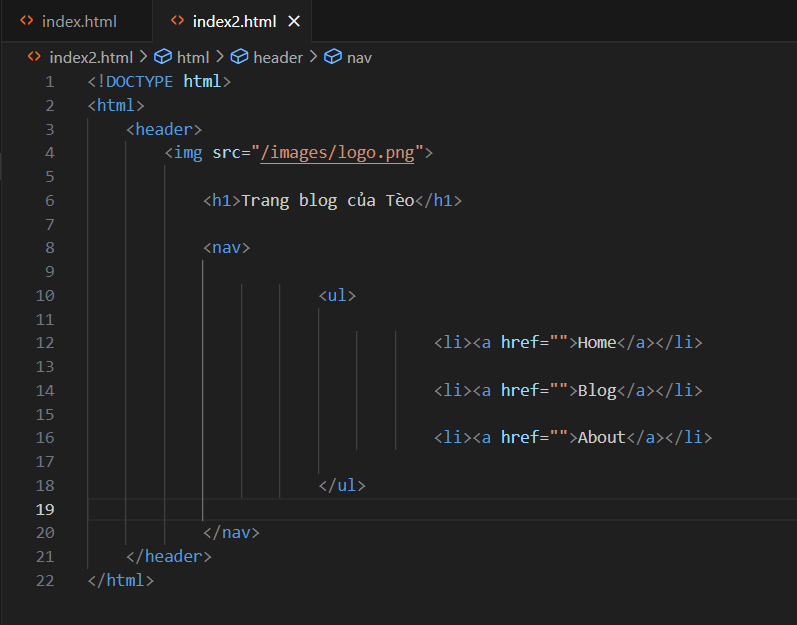 index.html index2.html
index2.html > html > header > nav
1 <!DOCTYPE html>
2 <html>
3 <header>
4 <img src="/images/logo.png">
5
6 <h1>Trang blog của Tèo</h1>
7
8 <nav>
9
10 <ul>
11
12 <li><a href="">Home</a></li>
13
14 <li><a href="">Blog</a></li>
15
16 <li><a href="">About</a></li>
17
18 </ul>
19
20 </nav>
21 </header>
22 </html>